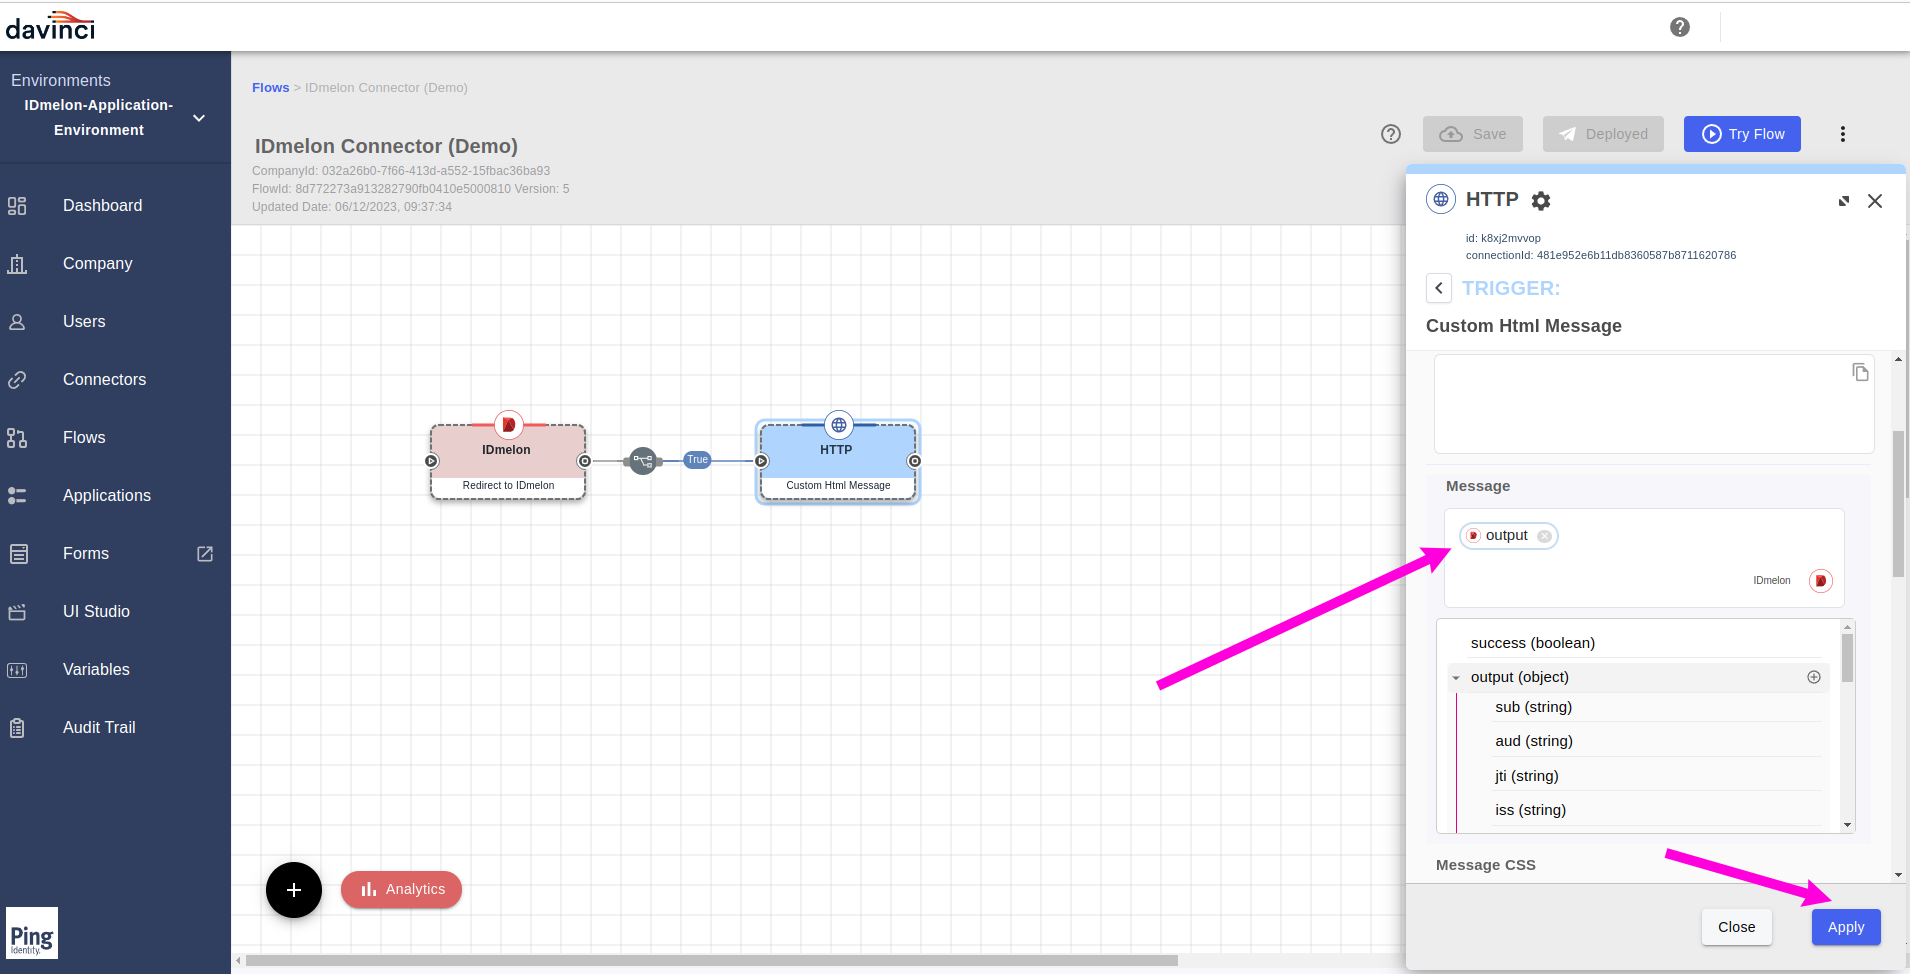 davinci
Environments
IDmelon-Application-
Environment
Dashboard
Company
Users
Connectors
Flows
Applications
Forms
UI Studio
Variables
Audit Trail
Ping
Identity.
Flows > IDmelon Connector (Demo)
IDmelon Connector (Demo)
CompanyId: 032a26b0-7f66-413d-a552-15fbac36ba93
FlowId: 8d772273a913282790fb0410e5000810 Version: 5
Updated Date: 06/12/2023, 09:37:34
Save
Deployed
Try Flow
IDmelon
Redirect to IDmelon
True
HTTP
Custom Html Message
Analytics
HTTP
id: k8xj2mvvop
connectionId: 481e952e6b11db8360587b8711620786
TRIGGER:
Custom Html Message
Message
output
IDmelon
success (boolean)
output (object)
sub (string)
aud (string)
jti (string)
iss (string)
Message CSS
Close
Apply